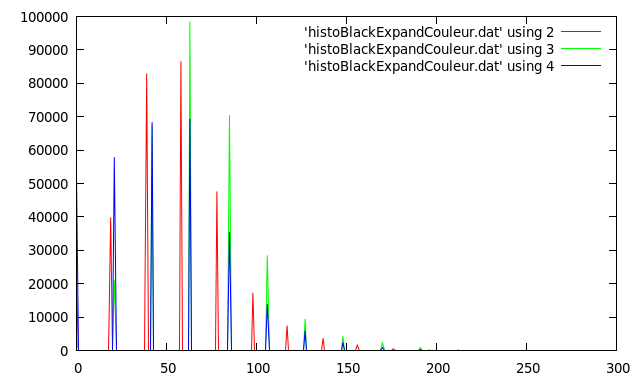 100000
90000
80000
70000
60000
50000
40000
30000
20000
10000
0
0 50 100 150 200 250 300
'histoBlackExpandCouleur.dat' using 2
'histoBlackExpandCouleur.dat' using 3
'histoBlackExpandCouleur.dat' using 4